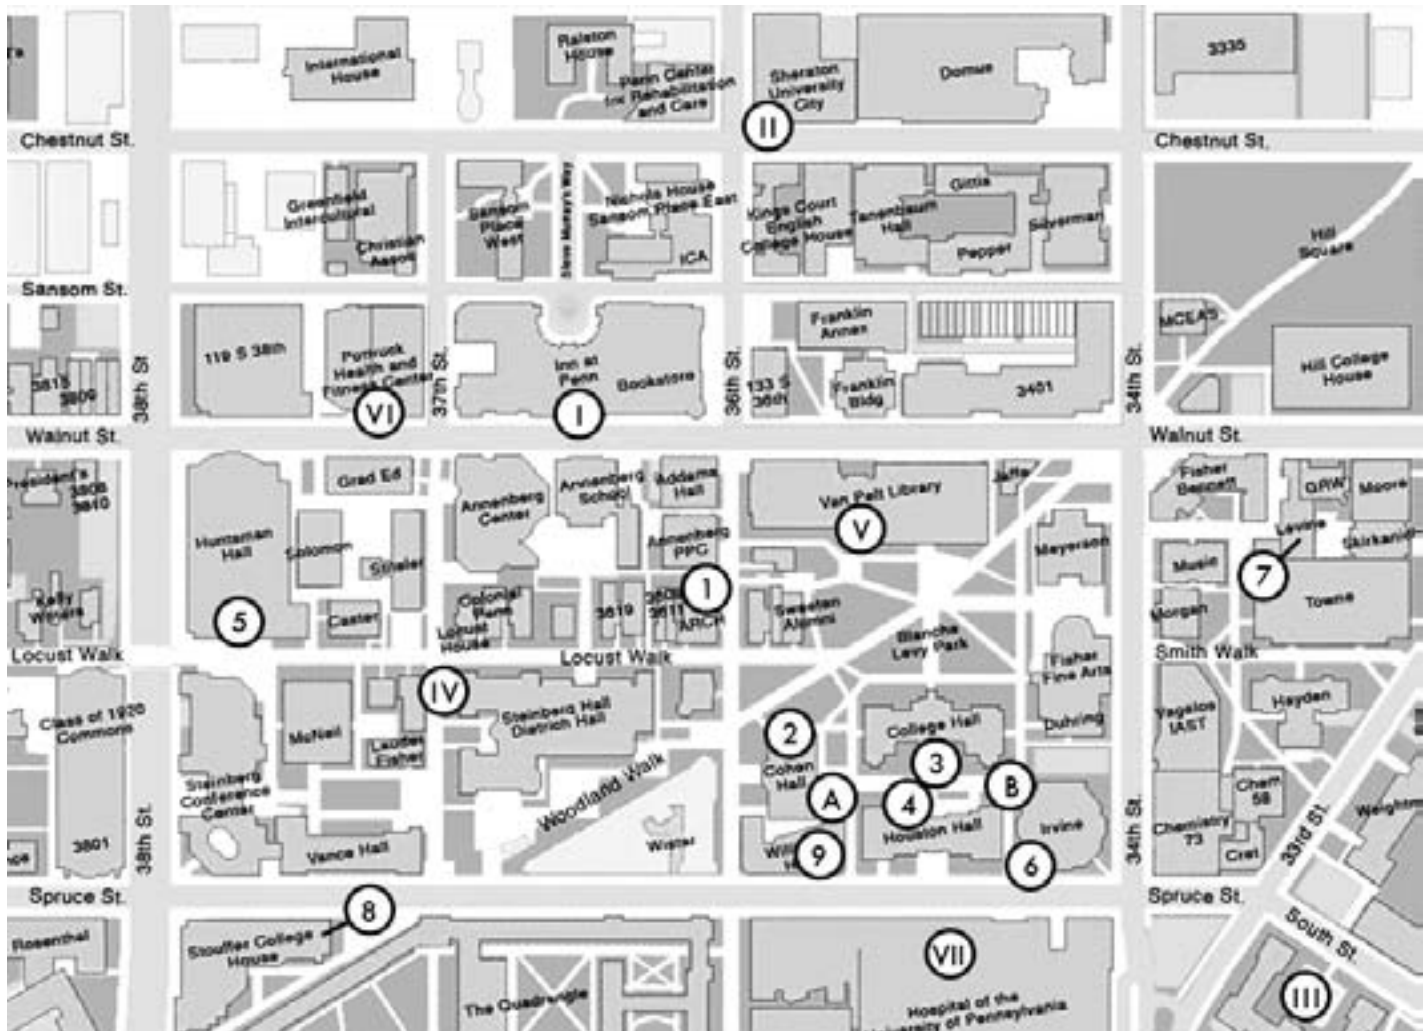 International
House
Ralston
House
Penn Center
for Rehabilitation
and Care
Sheraton
University
City
Domus
3335
II
Chestnut St.
Chestnut St.
Greenfield
Intercultural
Christian
Assoc
Sansom
Place
West
Steve Murray's Way
Nichols House
Sansom Place East
ICA
Kings Court
English
College House
Tanenbaum
Hall
Gittis
Pepper
Silverman
Hill
Square
Sansom St.
119 S 38th
Pottruck
Health and
Fitness Center
VI
37th St.
Inn at
Penn
Bookstore
I
36th St.
Franklin
Annex
133 S
36th
Franklin
Bldg
3401
34th St.
MCEAS
Hill College
House
3815
3809
38th St
Walnut St.
Walnut St.
President's
3808
3810
Huntsman
Hall
5
Grad Ed
Solomon
Stiteler
Caster
Annenberg
Center
Annenberg
School
Addams
Hall
Annenberg
PPC
1
Colonial
Penn
Locust
House
3619
3611
ARCH
Van Pelt Library
V
Jaffe
Meyerson
Sweeten
Alumni
Blanche
Levy Park
Fisher
Fine Arts
Duhring
Fisher
Bennett
GRW
Moore
Levine
Skirkanich
7
Music
Morgan
Towne
Kelly
Writers
Locust Walk
Locust Walk
Smith Walk
Class of 1920
Commons
3801
38th St.
Steinberg
Conference
Center
McNeil
Lauder
Fisher
IV
Steinberg Hall
Dietrich Hall
Vance Hall
Woodland Walk
Wistar
2
Cohen
Hall
College Hall
3
A
4
B
Houston Hall
9
Irvine
6
34th St.
Vagelos
IAST
Hayden
Chem
58
Chemistry
73
Cret
33rd St.
Spruce St.
Spruce St.
Rosenthal
8
Stouffer College
House
The Quadrangle
VII
Hospital of the
University of Pennsylvania
South St.
III